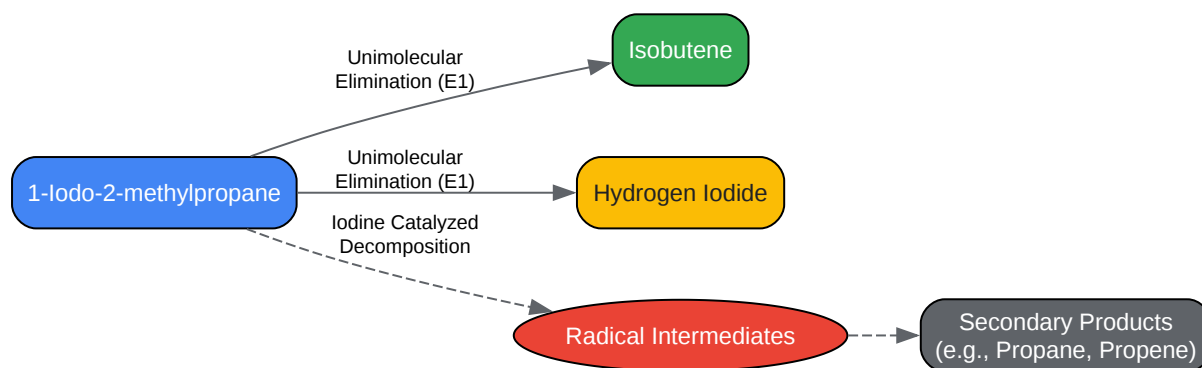 Unimolecular
Elimination (E1)
Isobutene
1-Iodo-2-methylpropane
Unimolecular
Elimination (E1)
Hydrogen Iodide
Iodine Catalyzed
Decomposition
Radical Intermediates
Secondary Products
(e.g., Propane, Propene)